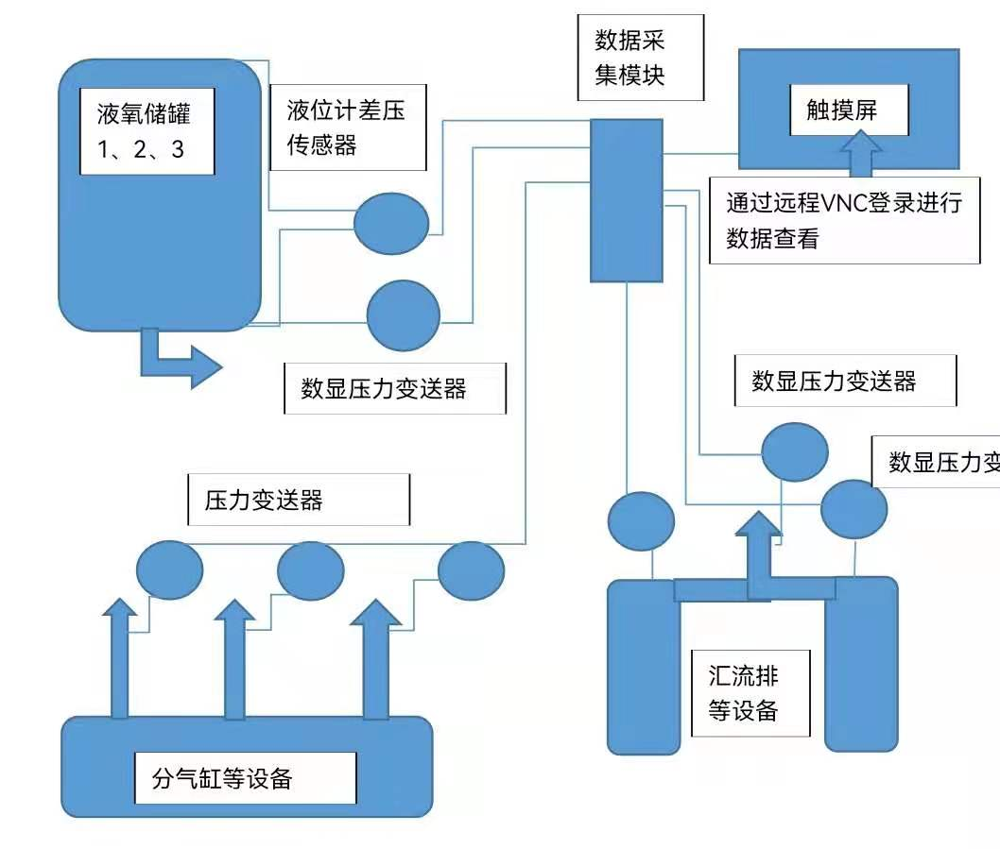 数据采
集模块
液氧储罐
1、2、3
液位计差压
传感器
触摸屏
通过远程VNC登录进行
数据查看
数显压力变送器
数显压力变送器
数显压力变
压力变送器
汇流排
等设备
分气缸等设备